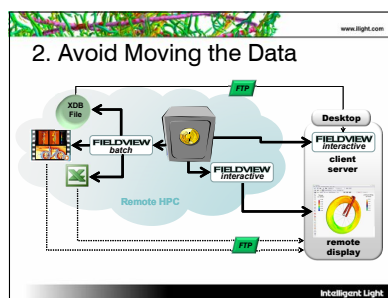 www.ilight.com
2. Avoid Moving the Data
FTP
XDB
File
Desktop
FIELDVIEW
batch
FIELDVIEW
interactive
FIELDVIEW
interactive
client
server
Remote HPC
remote
display
FTP
Intelligent Light